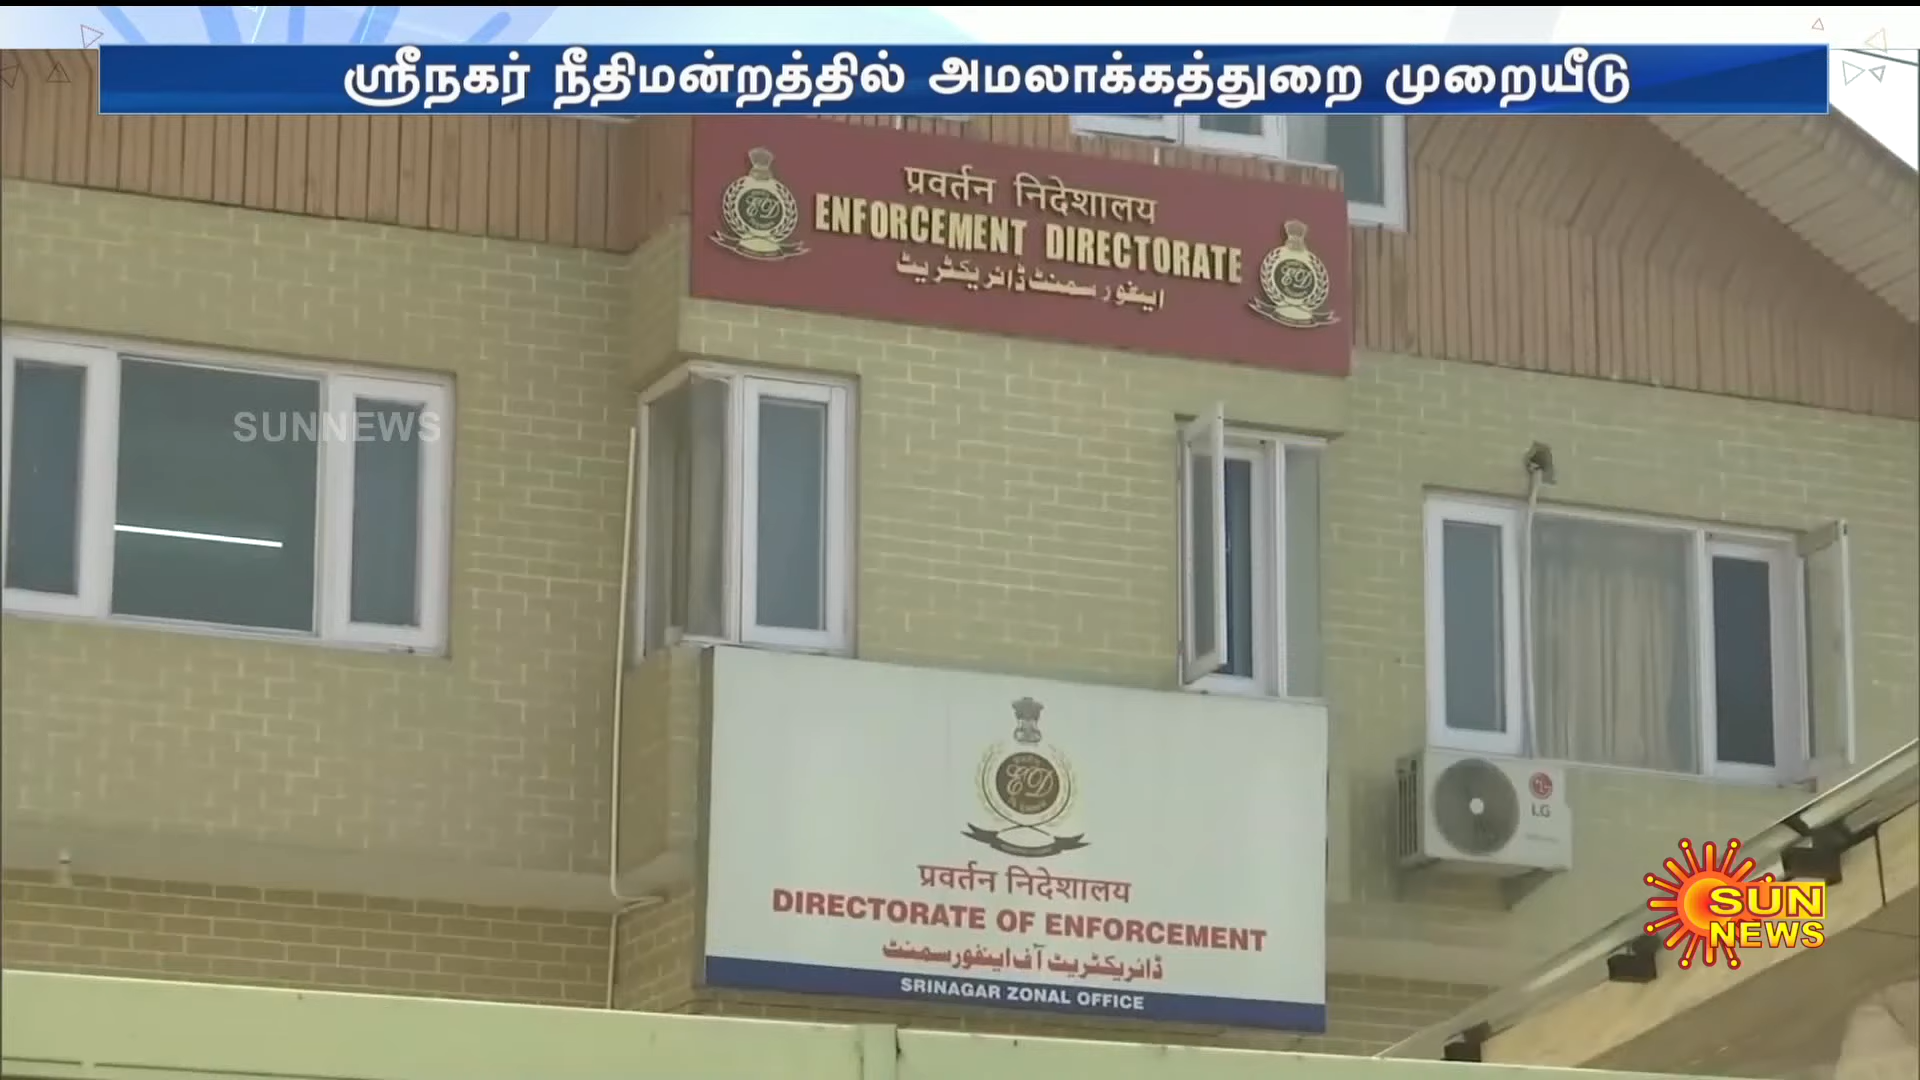 ஸ்ரீநகர் நீதிமன்றத்தில் அமலாக்கத்துறை முறையீடு
प्रवर्तन निदेशालय
ENFORCEMENT DIRECTORATE
اینفورسمنٹ ڈائریکٹریٹ
SUNNEWS
LG
प्रवर्तन निदेशालय
DIRECTORATE OF ENFORCEMENT
ڈائریکٹریٹ آف اینفورسمنٹ
SRINAGAR ZONAL OFFICE
SUN
NEWS